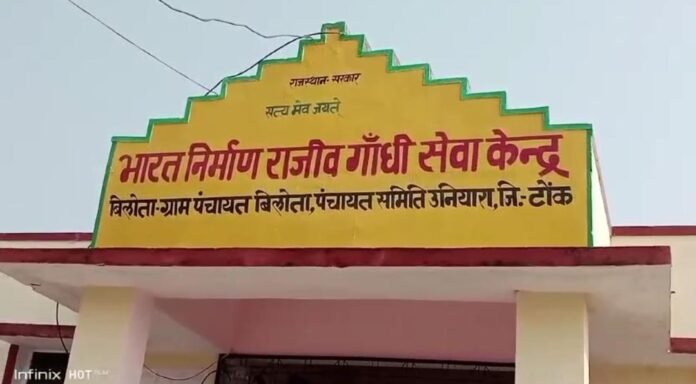 राजस्थान-सरकार
सत्य मेव जयते
भारत निर्माण राजीव गाँधी सेवा केन्द्र
बिलोता-ग्राम पंचायत बिलोता, पंचायत समिति उनियारा, जि.-टोंक
Infinix HOT